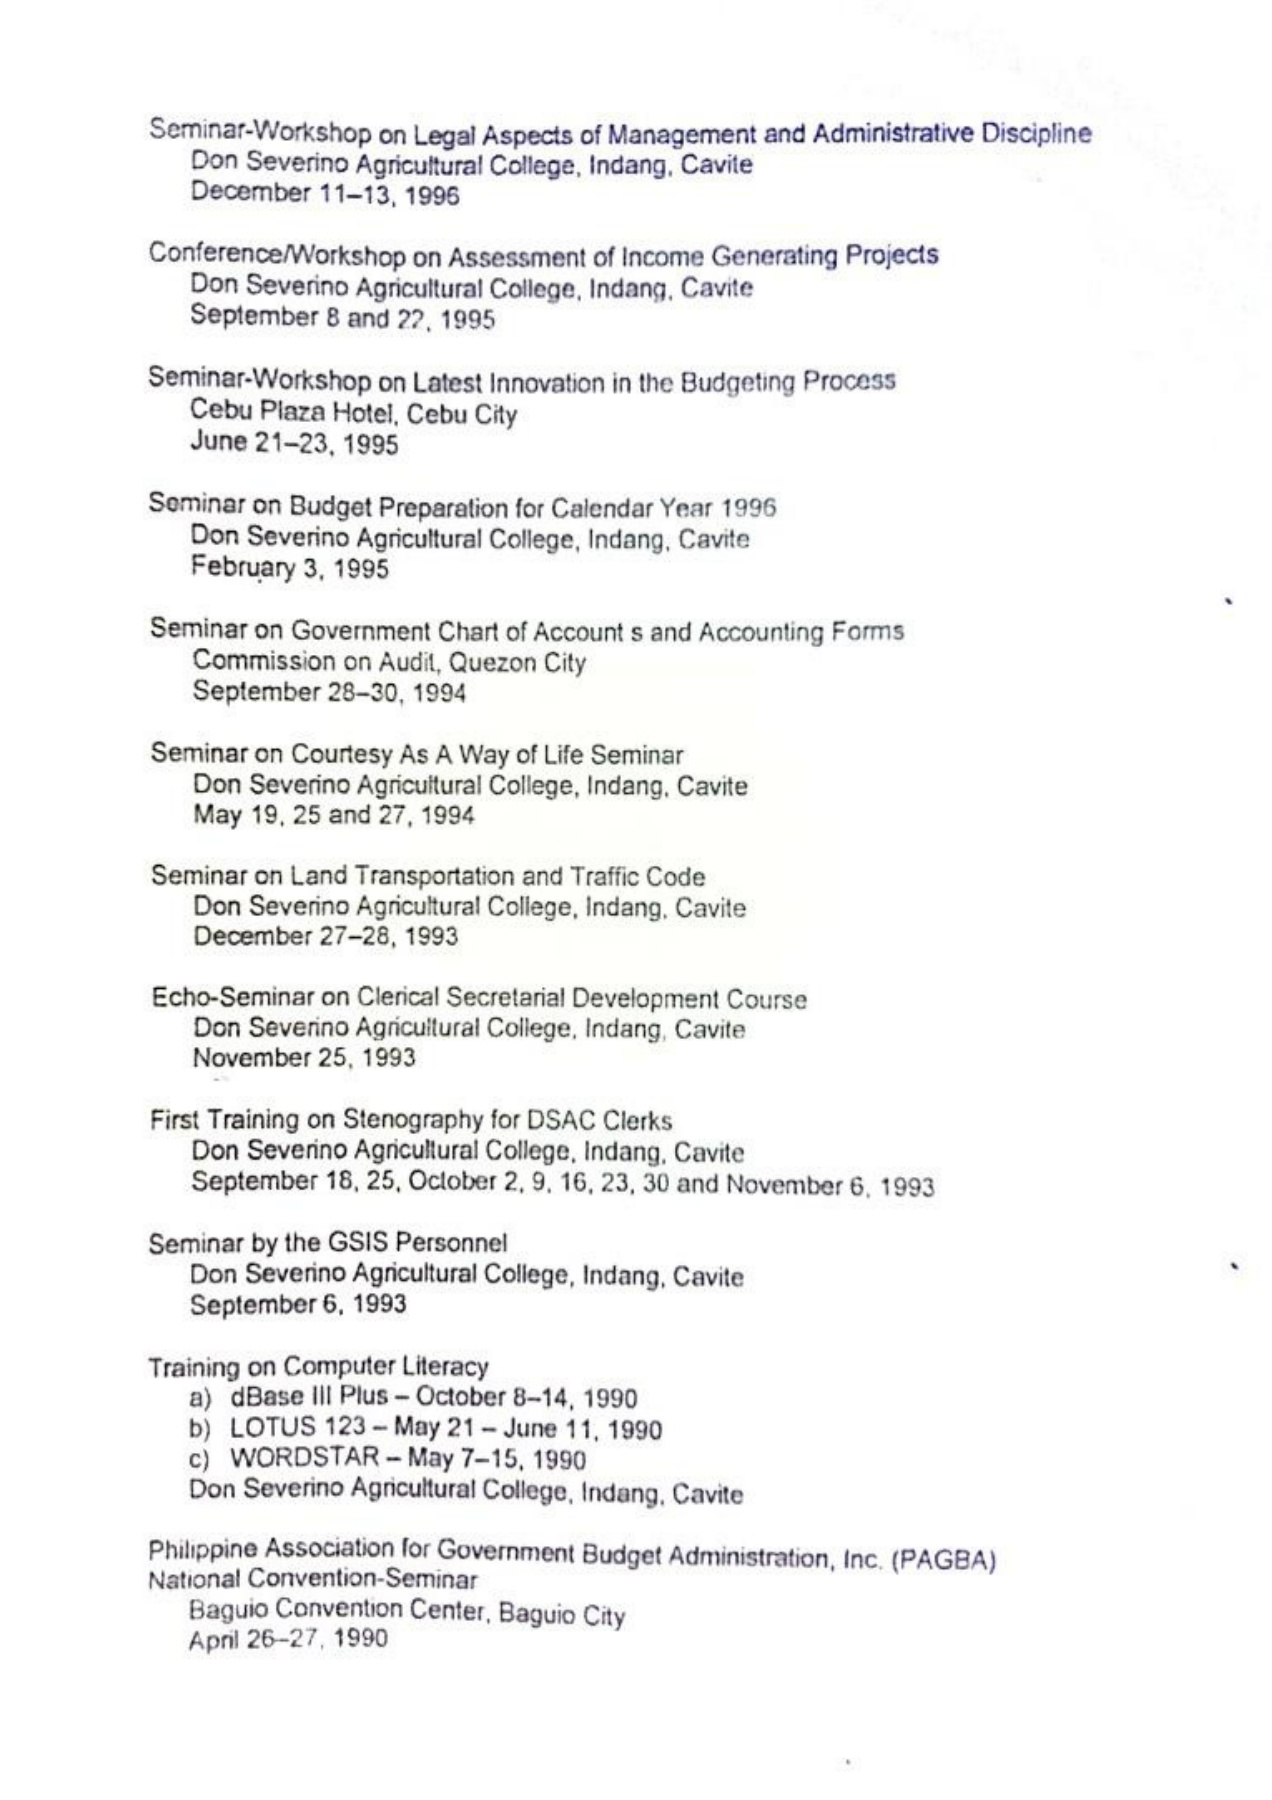 Seminar-Workshop on Legal Aspects of Management and Administrative Discipline
Don Severino Agricultural College, Indang, Cavite
December 11–13, 1996
Conference/Workshop on Assessment of Income Generating Projects
Don Severino Agricultural College, Indang, Cavite
September 8 and 22, 1995
Seminar-Workshop on Latest Innovation in the Budgeting Process
Cebu Plaza Hotel, Cebu City
June 21–23, 1995
Seminar on Budget Preparation for Calendar Year 1996
Don Severino Agricultural College, Indang, Cavite
February 3, 1995
Seminar on Government Chart of Account s and Accounting Forms
Commission on Audit, Quezon City
September 28–30, 1994
Seminar on Courtesy As A Way of Life Seminar
Don Severino Agricultural College, Indang, Cavite
May 19, 25 and 27, 1994
Seminar on Land Transportation and Traffic Code
Don Severino Agricultural College, Indang, Cavite
December 27–28, 1993
Echo-Seminar on Clerical Secretarial Development Course
Don Severino Agricultural College, Indang, Cavite
November 25, 1993
First Training on Stenography for DSAC Clerks
Don Severino Agricultural College, Indang, Cavite
September 18, 25, October 2, 9, 16, 23, 30 and November 6, 1993
Seminar by the GSIS Personnel
Don Severino Agricultural College, Indang, Cavite
September 6, 1993
Training on Computer Literacy
a) dBase III Plus – October 8–14, 1990
b) LOTUS 123 – May 21 – June 11, 1990
c) WORDSTAR – May 7–15, 1990
Don Severino Agricultural College, Indang, Cavite
Philippine Association for Government Budget Administration, Inc. (PAGBA)
National Convention-Seminar
Baguio Convention Center, Baguio City
April 26–27, 1990